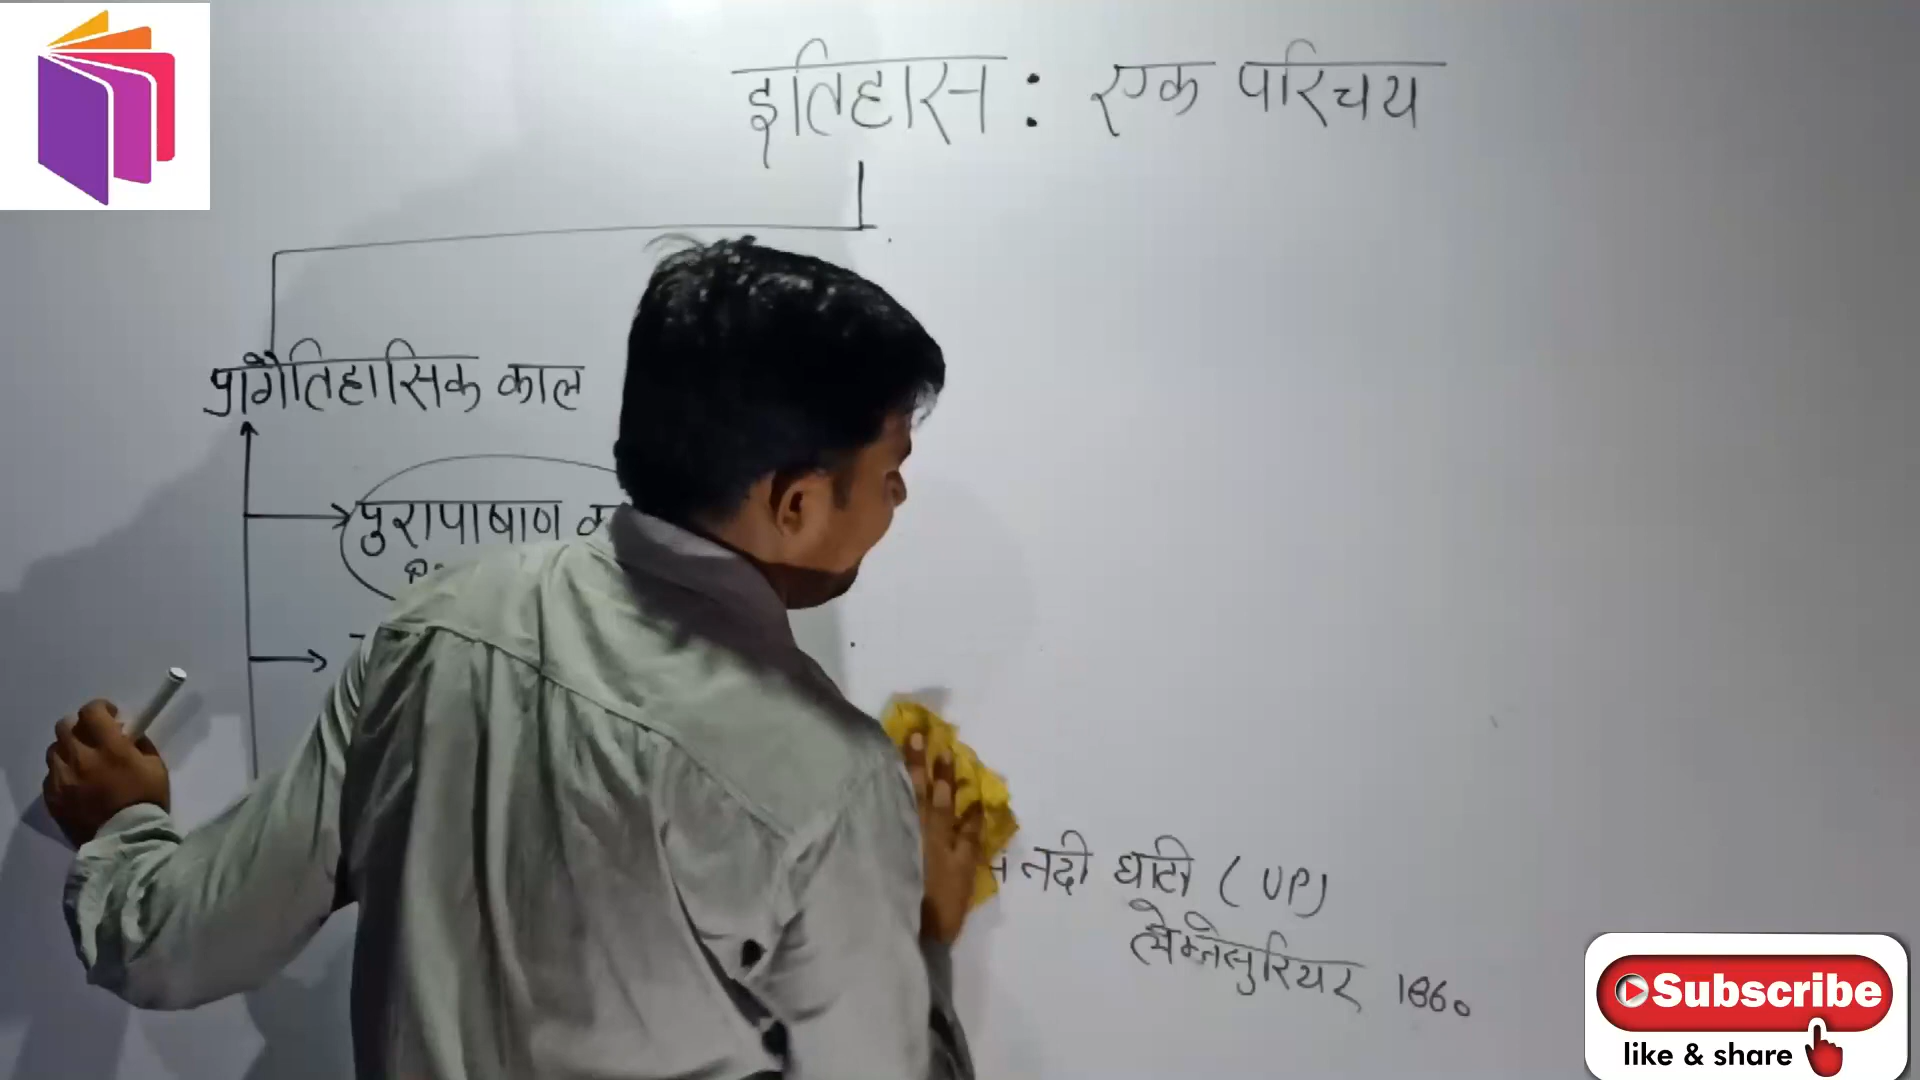 इतिहास : एक परिचय
प्रागैतिहासिक काल
पुरापाषाण
नदी घाटी (UP)
लेमेन्सुरियर 1860
Subscribe
like & share